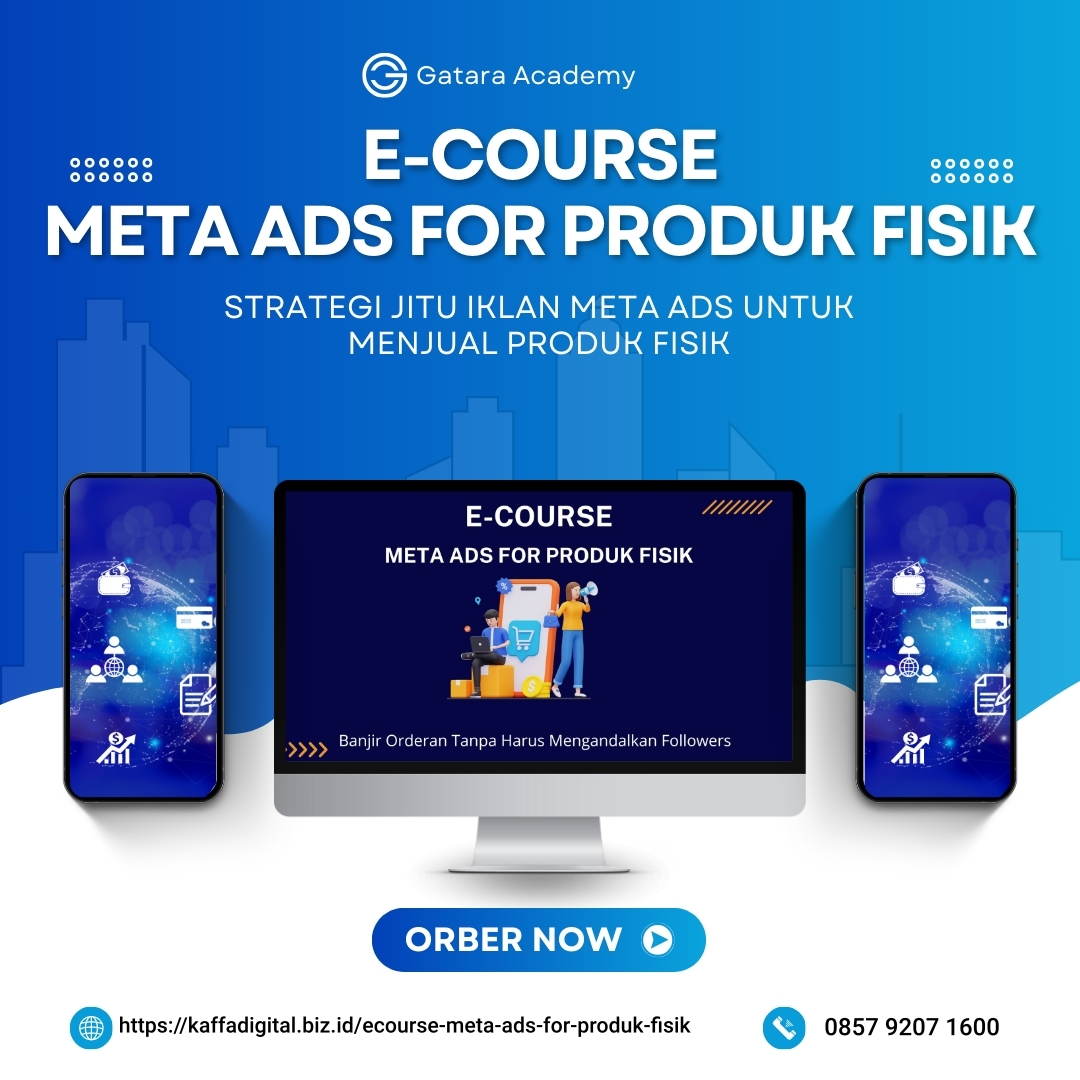 Gatara Academy
E-COURSE
META ADS FOR PRODUK FISIK
STRATEGI JITU IKLAN META ADS UNTUK
MENJUAL PRODUK FISIK
E-COURSE
META ADS FOR PRODUK FISIK
Banjir Orderan Tanpa Harus Mengandalkan Followers
ORBER NOW
https://kaffadigital.biz.id/ecourse-meta-ads-for-produk-fisik
0857 9207 1600